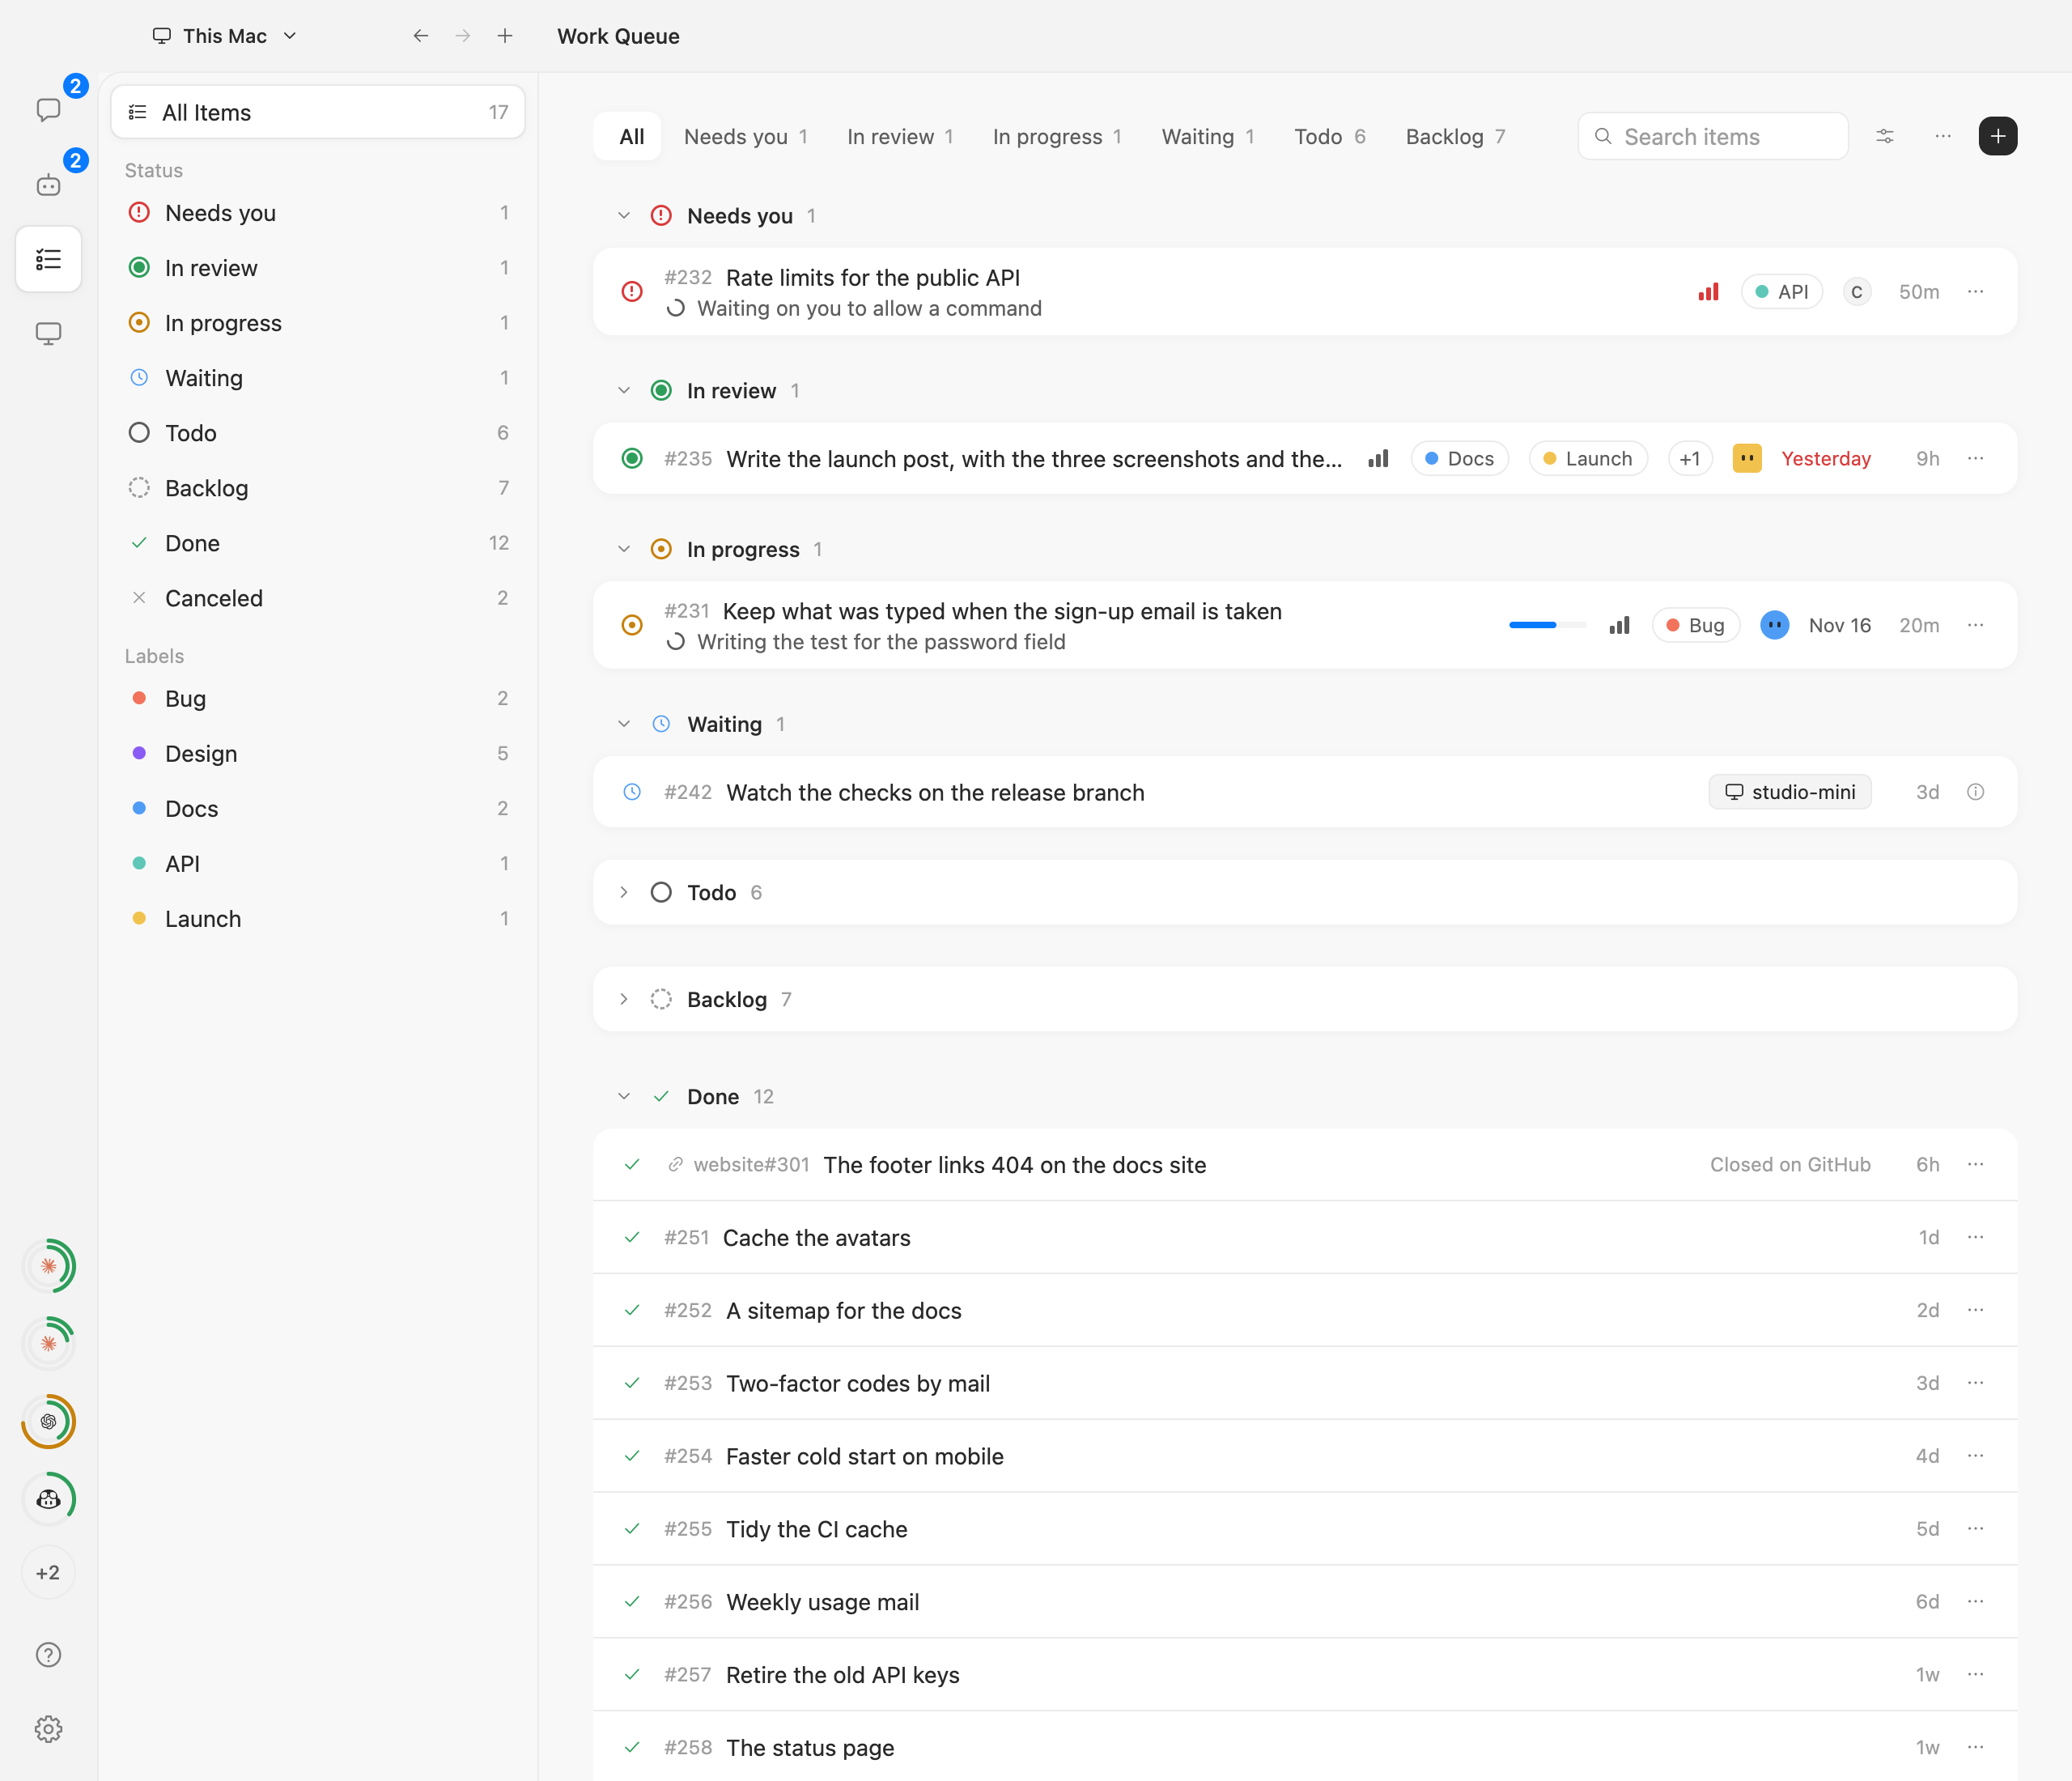 This Mac
Work Queue
2
2
All Items 17
Status
Needs you 1
In review 1
In progress 1
Waiting 1
Todo 6
Backlog 7
Done 12
Canceled 2
Labels
Bug 2
Design 5
Docs 2
API 1
Launch 1
+2
All Needs you 1 In review 1 In progress 1 Waiting 1 Todo 6 Backlog 7 Search items
Needs you 1
#232 Rate limits for the public API API C 50m
Waiting on you to allow a command
In review 1
#235 Write the launch post, with the three screenshots and the... Docs Launch +1 Yesterday 9h
In progress 1
#231 Keep what was typed when the sign-up email is taken Bug Nov 16 20m
Writing the test for the password field
Waiting 1
#242 Watch the checks on the release branch studio-mini 3d
Todo 6
Backlog 7
Done 12
website#301 The footer links 404 on the docs site Closed on GitHub 6h
#251 Cache the avatars 1d
#252 A sitemap for the docs 2d
#253 Two-factor codes by mail 3d
#254 Faster cold start on mobile 4d
#255 Tidy the CI cache 5d
#256 Weekly usage mail 6d
#257 Retire the old API keys 1w
#258 The status page 1w